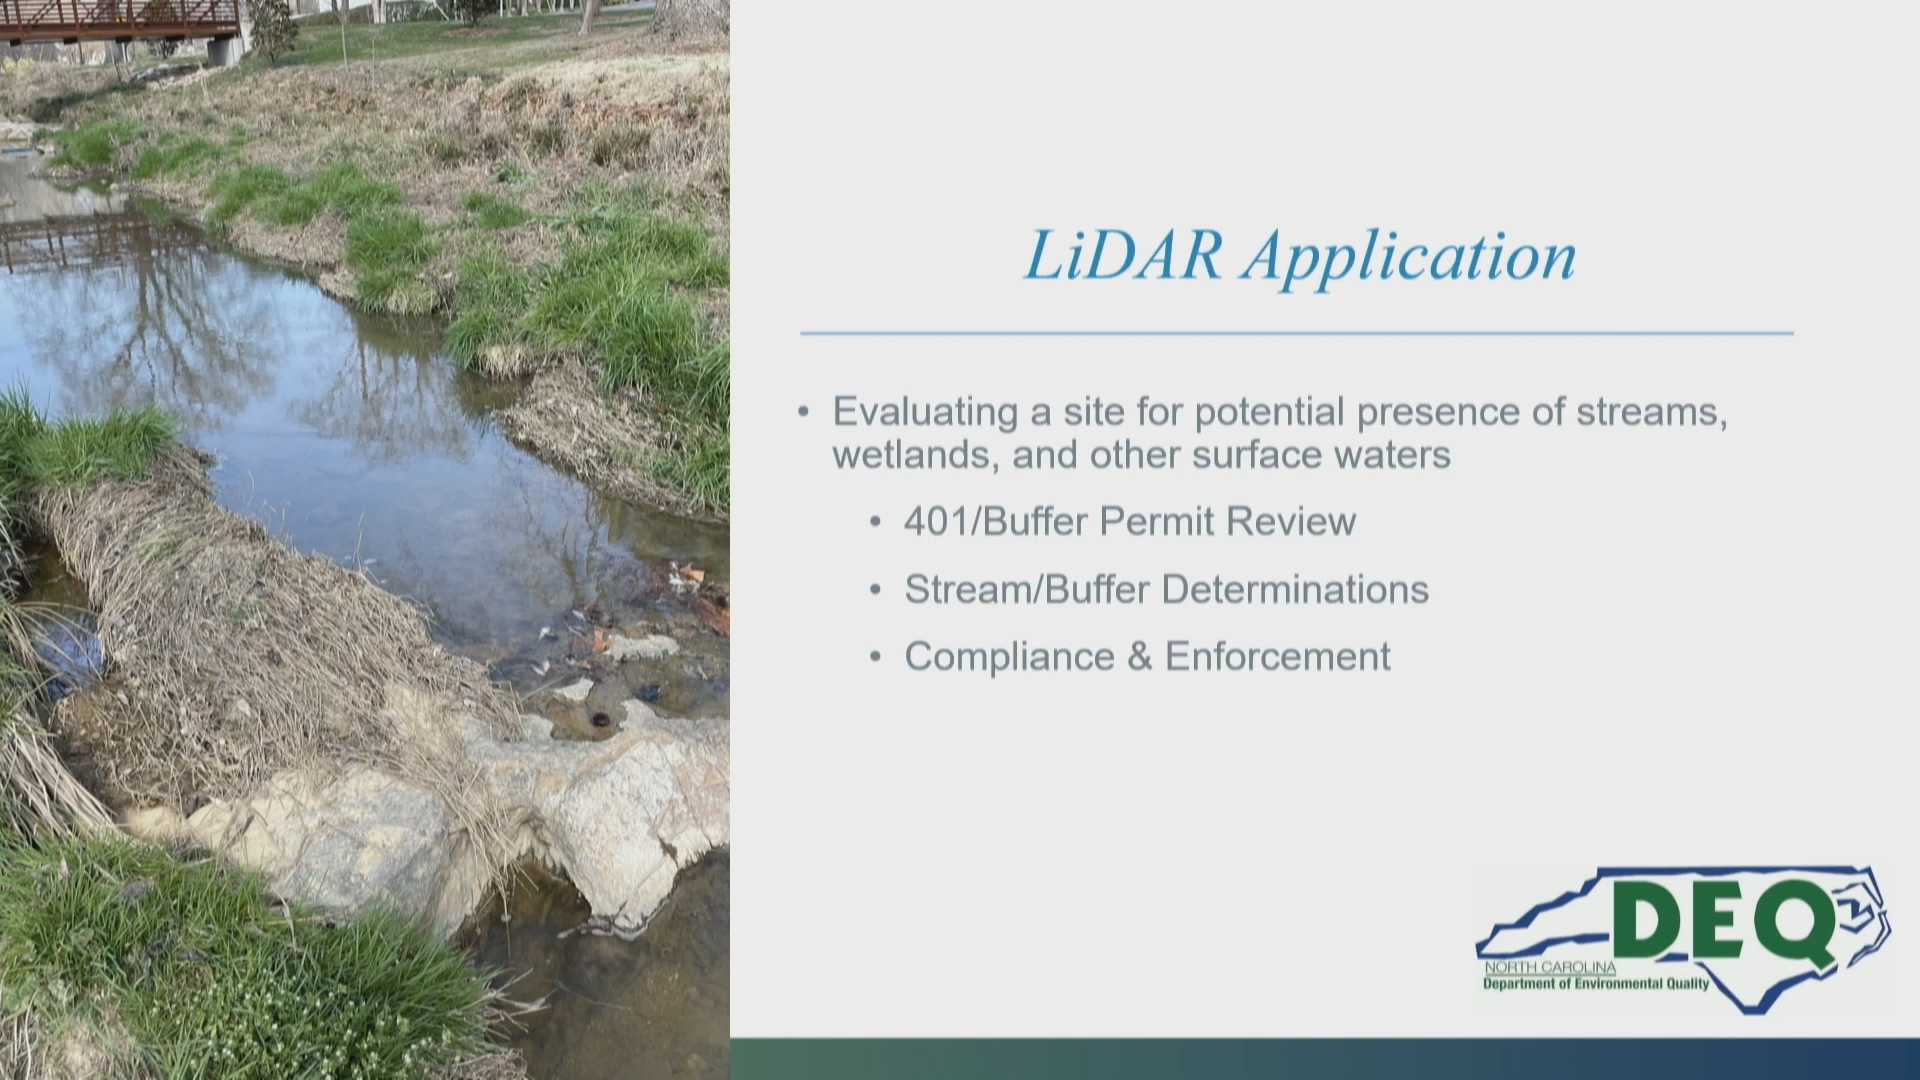 LiDAR Application
• Evaluating a site for potential presence of streams,
wetlands, and other surface waters
• 401/Buffer Permit Review
• Stream/Buffer Determinations
• Compliance & Enforcement
DEQ
NORTH CAROLINA
Department of Environmental Quality